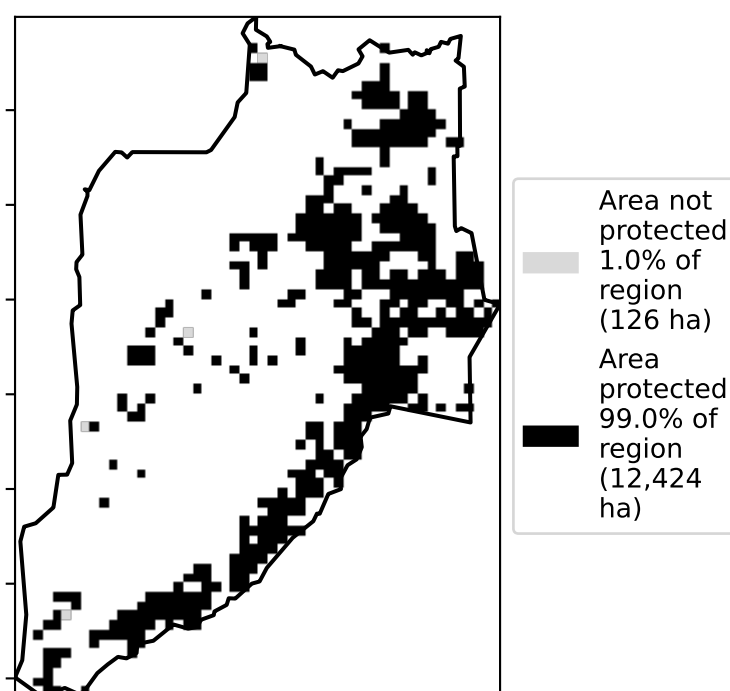 Area not
protected
1.0% of
region
(126 ha)
Area
protected
99.0% of
region
(12,424
ha)